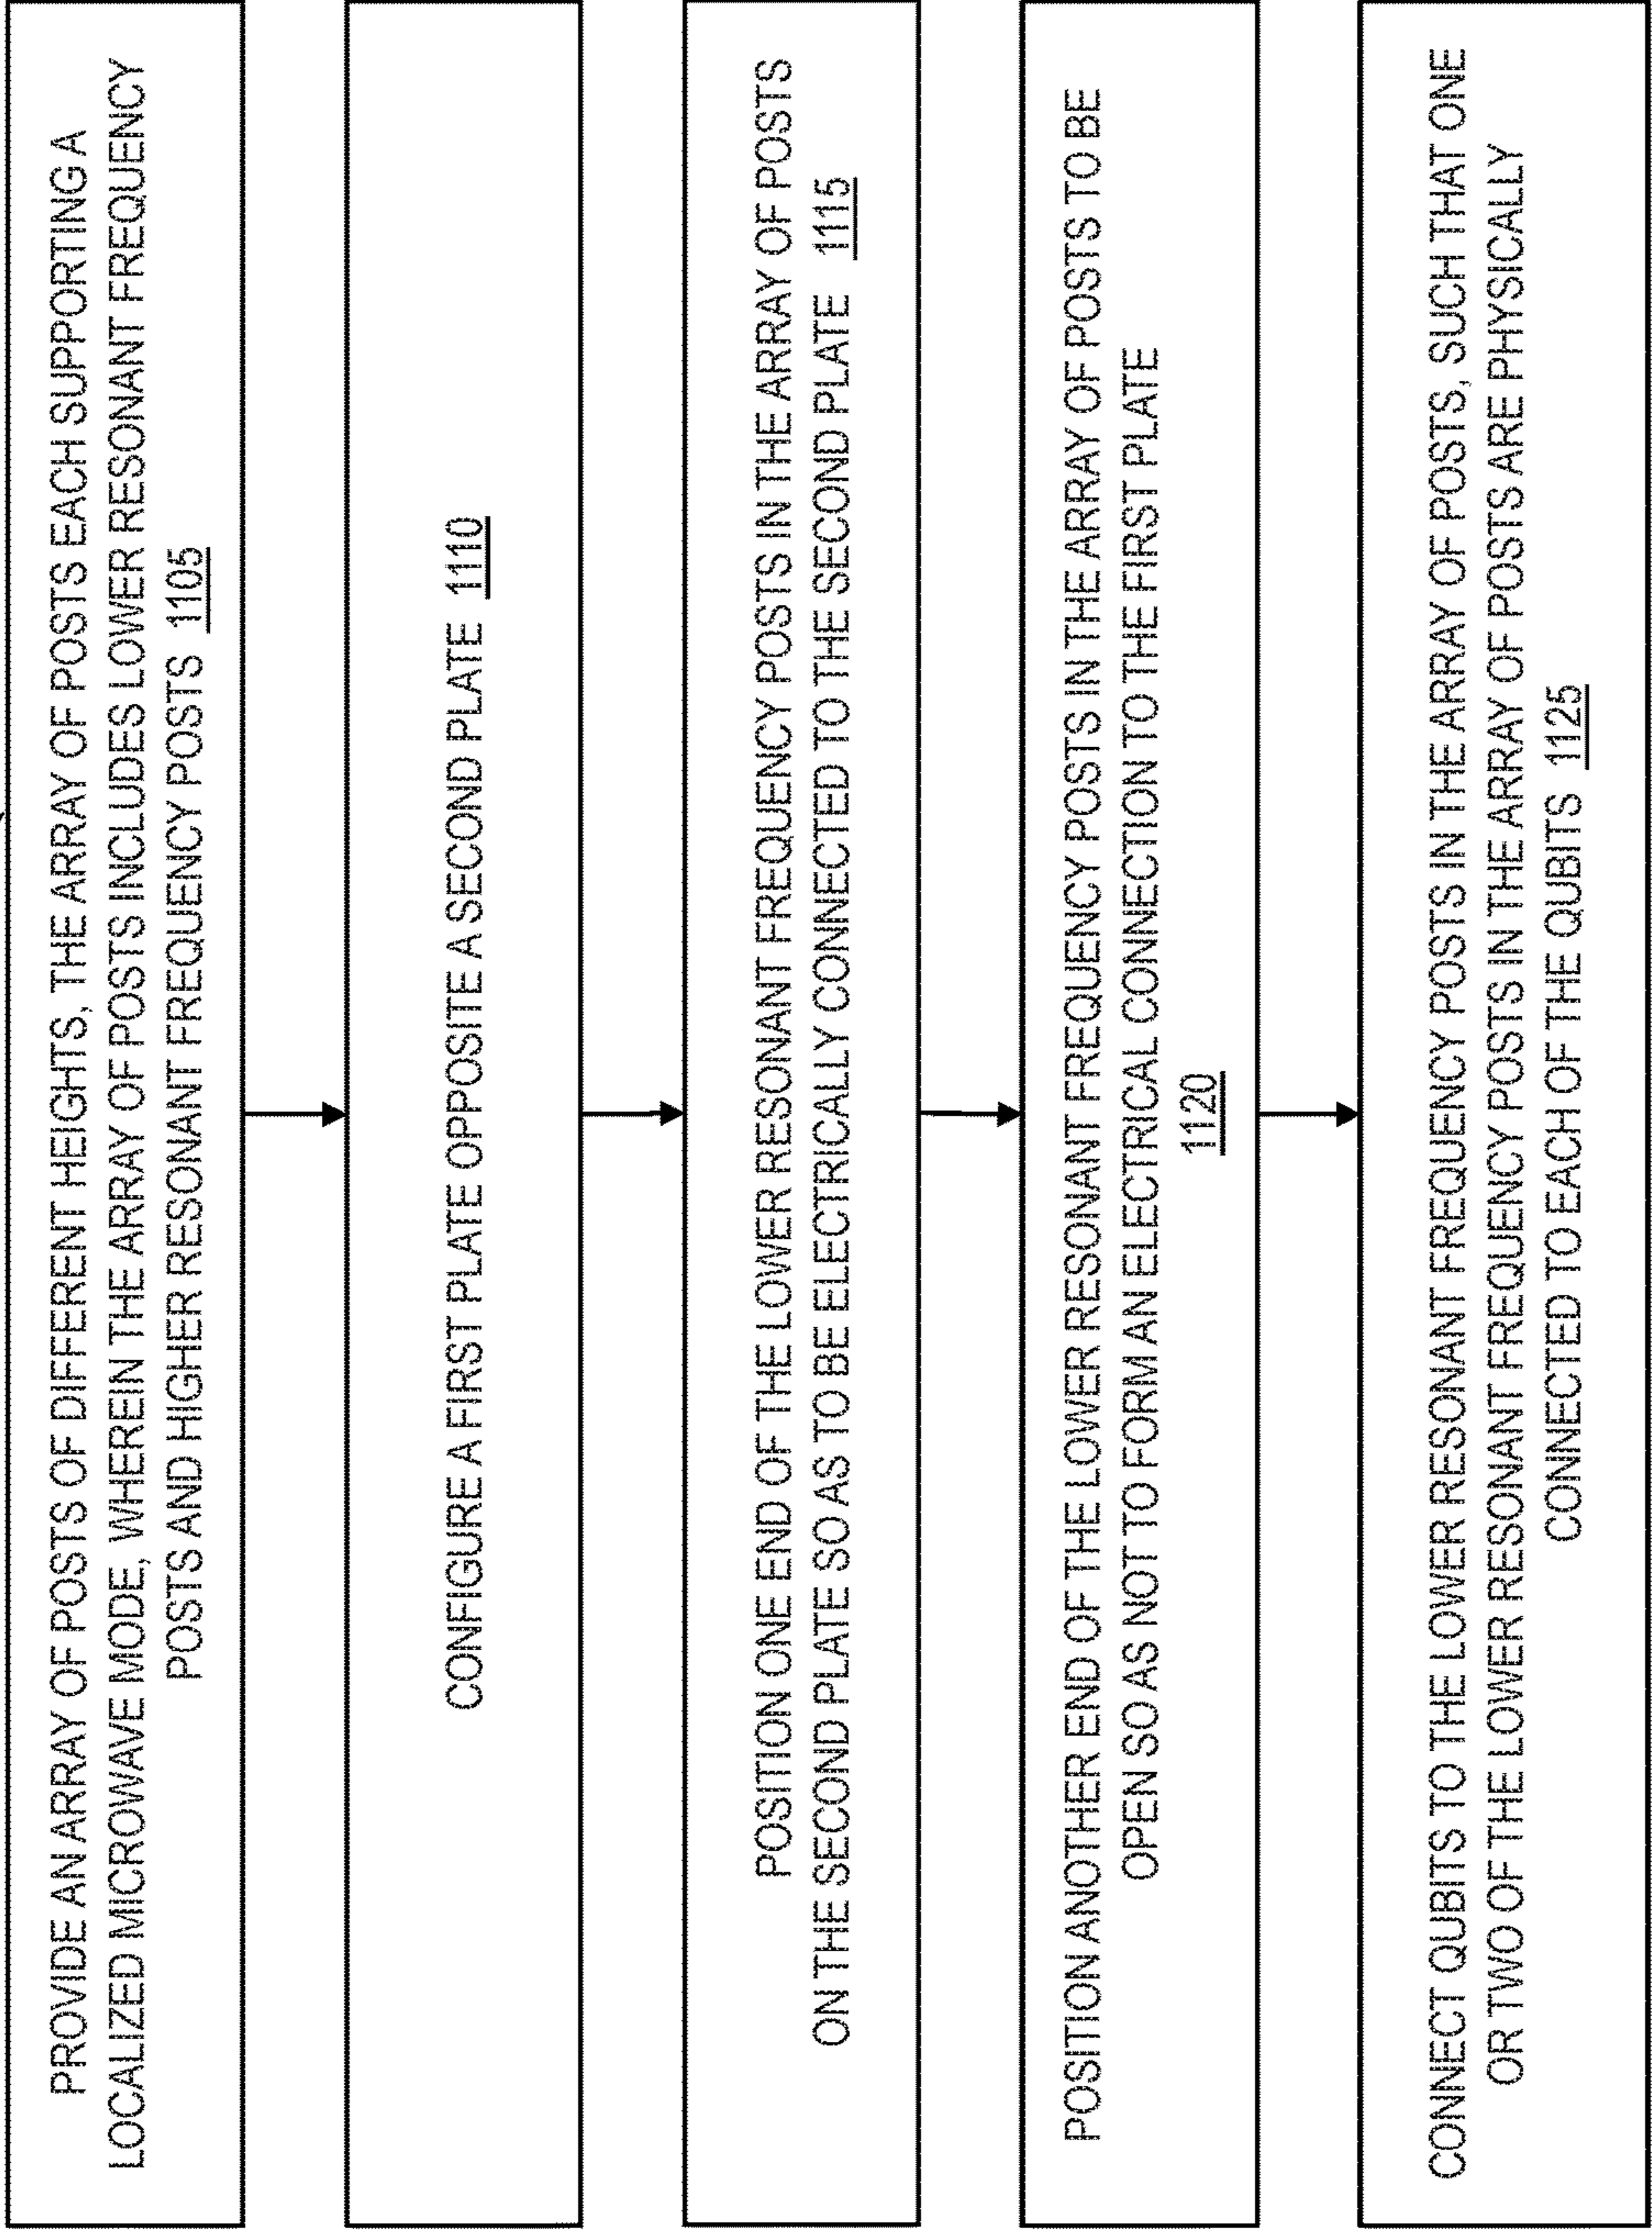 PROVIDE AN ARRAY OF POSTS OF DIFFERENT HEIGHTS, THE ARRAY OF POSTS EACH SUPPORTING A
LOCALIZED MICROWAVE MODE, WHEREIN THE ARRAY OF POSTS INCLUDES LOWER RESONANT FREQUENCY
POSTS AND HIGHER RESONANT FREQUENCY POSTS 1105
CONFIGURE A FIRST PLATE OPPOSITE A SECOND PLATE 1110
POSITION ONE END OF THE LOWER RESONANT FREQUENCY POSTS IN THE ARRAY OF POSTS
ON THE SECOND PLATE SO AS TO BE ELECTRICALLY CONNECTED TO THE SECOND PLATE 1115
POSITION ANOTHER END OF THE LOWER RESONANT FREQUENCY POSTS IN THE ARRAY OF POSTS TO BE
OPEN SO AS NOT TO FORM AN ELECTRICAL CONNECTION TO THE FIRST PLATE
1120
CONNECT QUBITS TO THE LOWER RESONANT FREQUENCY POSTS IN THE ARRAY OF POSTS, SUCH THAT ONE
OR TWO OF THE LOWER RESONANT FREQUENCY POSTS IN THE ARRAY OF POSTS ARE PHYSICALLY
CONNECTED TO EACH OF THE QUBITS 1125